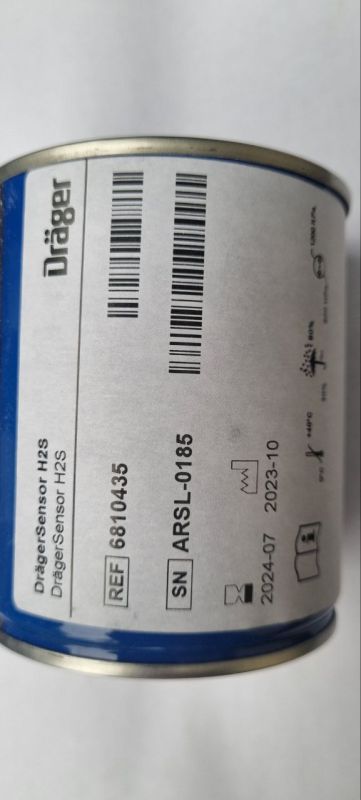 Dräger
DrägerSensor H2S
DrägerSensor H2S
REF 6810435
SN ARSL-0185
2024-07 2023-10